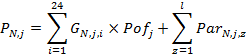 P_{N,j} = \sum_{i=1}^{24} G_{N,j,i} \times Pof_j + \sum_{z=1}^{l} Par_{N,j,z}